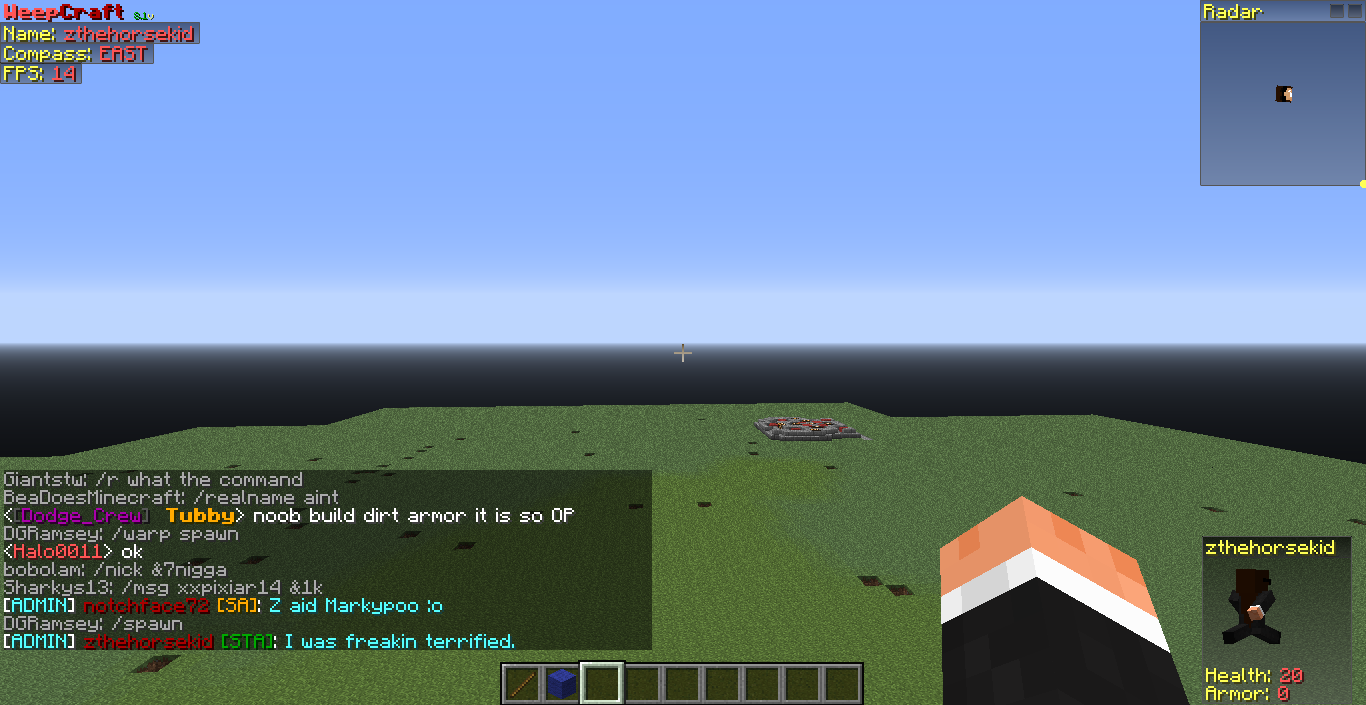 WeepCraft 8.1v
Name: zthehorsekid
Compass: EAST
FPS: 14
Radar
Giantstw: /r what the command
BeaDoesMinecraft: /realname aint
<[Dodge_Crew] Tubby> noob build dirt armor it is so OP
DGRamsey: /warp spawn
<Halo0011> ok
bobolam: /nick &7nigga
Sharkys13: /msg xxpixiar14 &1k
[ADMIN] notchface72 [SA]: Z aid Markypoo :o
DGRamsey: /spawn
[ADMIN] zthehorsekid [STA]: I was freakin terrified.
zthehorsekid
Health: 20
Armor: 0